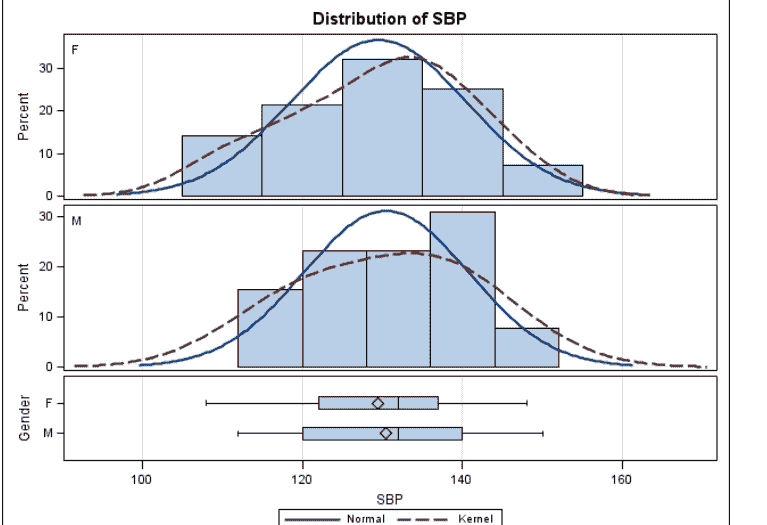 Distribution of SBP
F
30
20
10
0
Percent
M
30
20
10
0
Percent
F
M
Gender
100 120 140 160
SBP
Normal Kernel